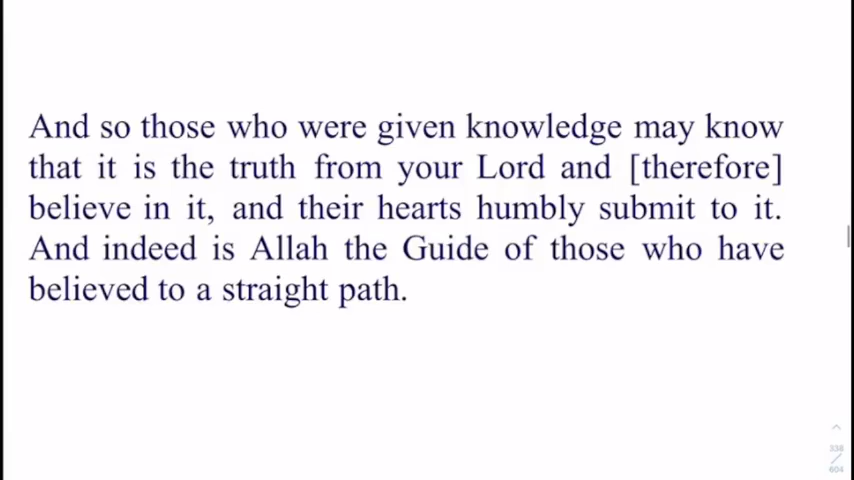 And so those who were given knowledge may know
that it is the truth from your Lord and [therefore]
believe in it, and their hearts humbly submit to it.
And indeed is Allah the Guide of those who have
believed to a straight path.
338
/
604